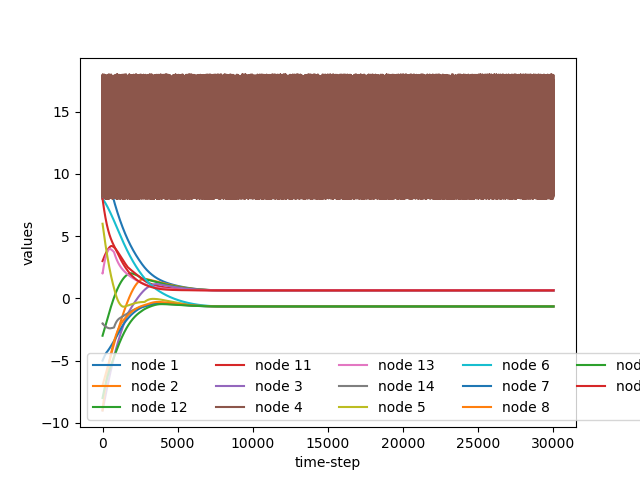 values
15
10
5
0
−5
−10
node 1 node 11 node 13 node 6 nod
node 2 node 3 node 14 node 7 nod
node 12 node 4 node 5 node 8
0 5000 10000 15000 20000 25000 30000
time-step